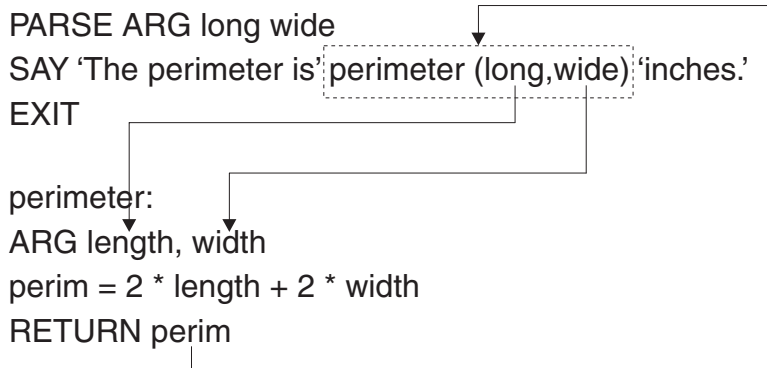 PARSE ARG long wide
SAY ‘The perimeter is’ perimeter (long,wide) ‘inches.’
EXIT
perimeter:
ARG length, width
perim = 2 * length + 2 * width
RETURN perim